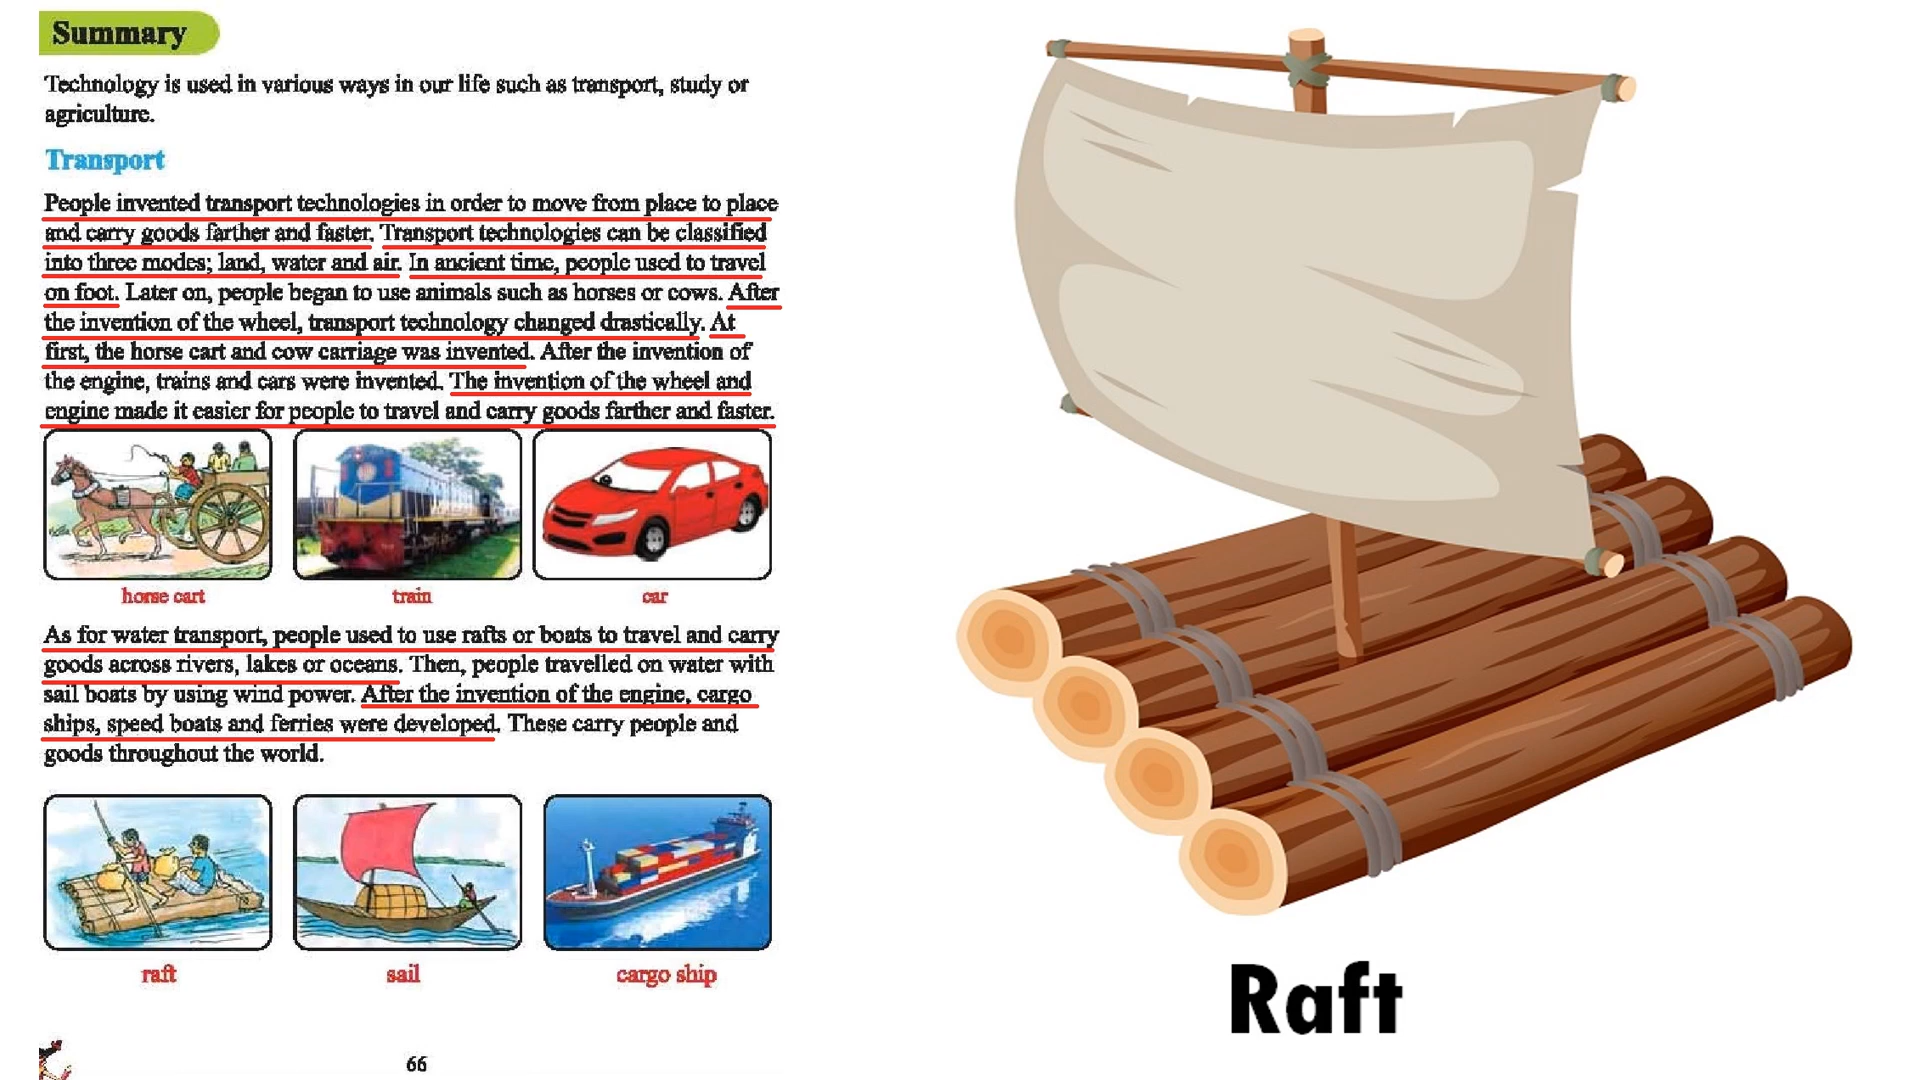 Summary
Technology is used in various ways in our life such as transport, study or
agriculture.
Transport
People invented transport technologies in order to move from place to place
and carry goods farther and faster. Transport technologies can be classified
into three modes; land, water and air. In ancient time, people used to travel
on foot. Later on, people began to use animals such as horses or cows. After
the invention of the wheel, transport technology changed drastically. At
first, the horse cart and cow carriage was invented. After the invention of
the engine, trains and cars were invented. The invention of the wheel and
engine made it easier for people to travel and carry goods farther and faster.
horse cart
train
car
As for water transport, people used to use rafts or boats to travel and carry
goods across rivers, lakes or oceans. Then, people travelled on water with
sail boats by using wind power. After the invention of the engine, cargo
ships, speed boats and ferries were developed. These carry people and
goods throughout the world.
raft
sail
cargo ship
66
Raft